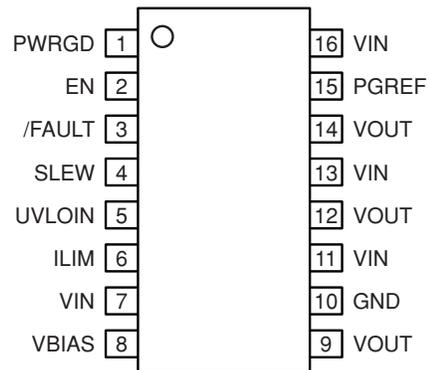 PWRGD 1 16 VIN
EN 2 15 PGREF
/FAULT 3 14 VOUT
SLEW 4 13 VIN
UVLOIN 5 12 VOUT
ILIM 6 11 VIN
VIN 7 10 GND
VBIAS 8 9 VOUT